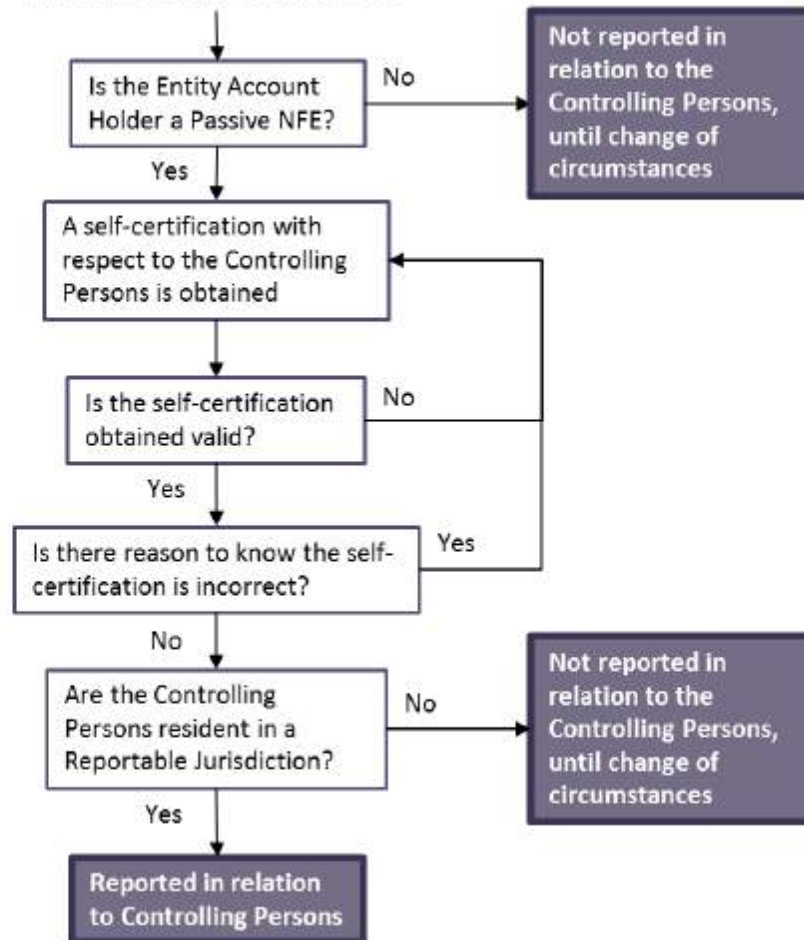 Is the Entity Account
Holder a Passive NFE?
No
Not reported in
relation to the
Controlling Persons,
until change of
circumstances
Yes
A self-certification with
respect to the Controlling
Persons is obtained
Is the self-certification
obtained valid?
No
Yes
Is there reason to know the self-
certification is incorrect?
Yes
No
Are the Controlling
Persons resident in a
Reportable Jurisdiction?
No
Not reported in
relation to the
Controlling Persons,
until change of
circumstances
Yes
Reported in relation
to Controlling Persons